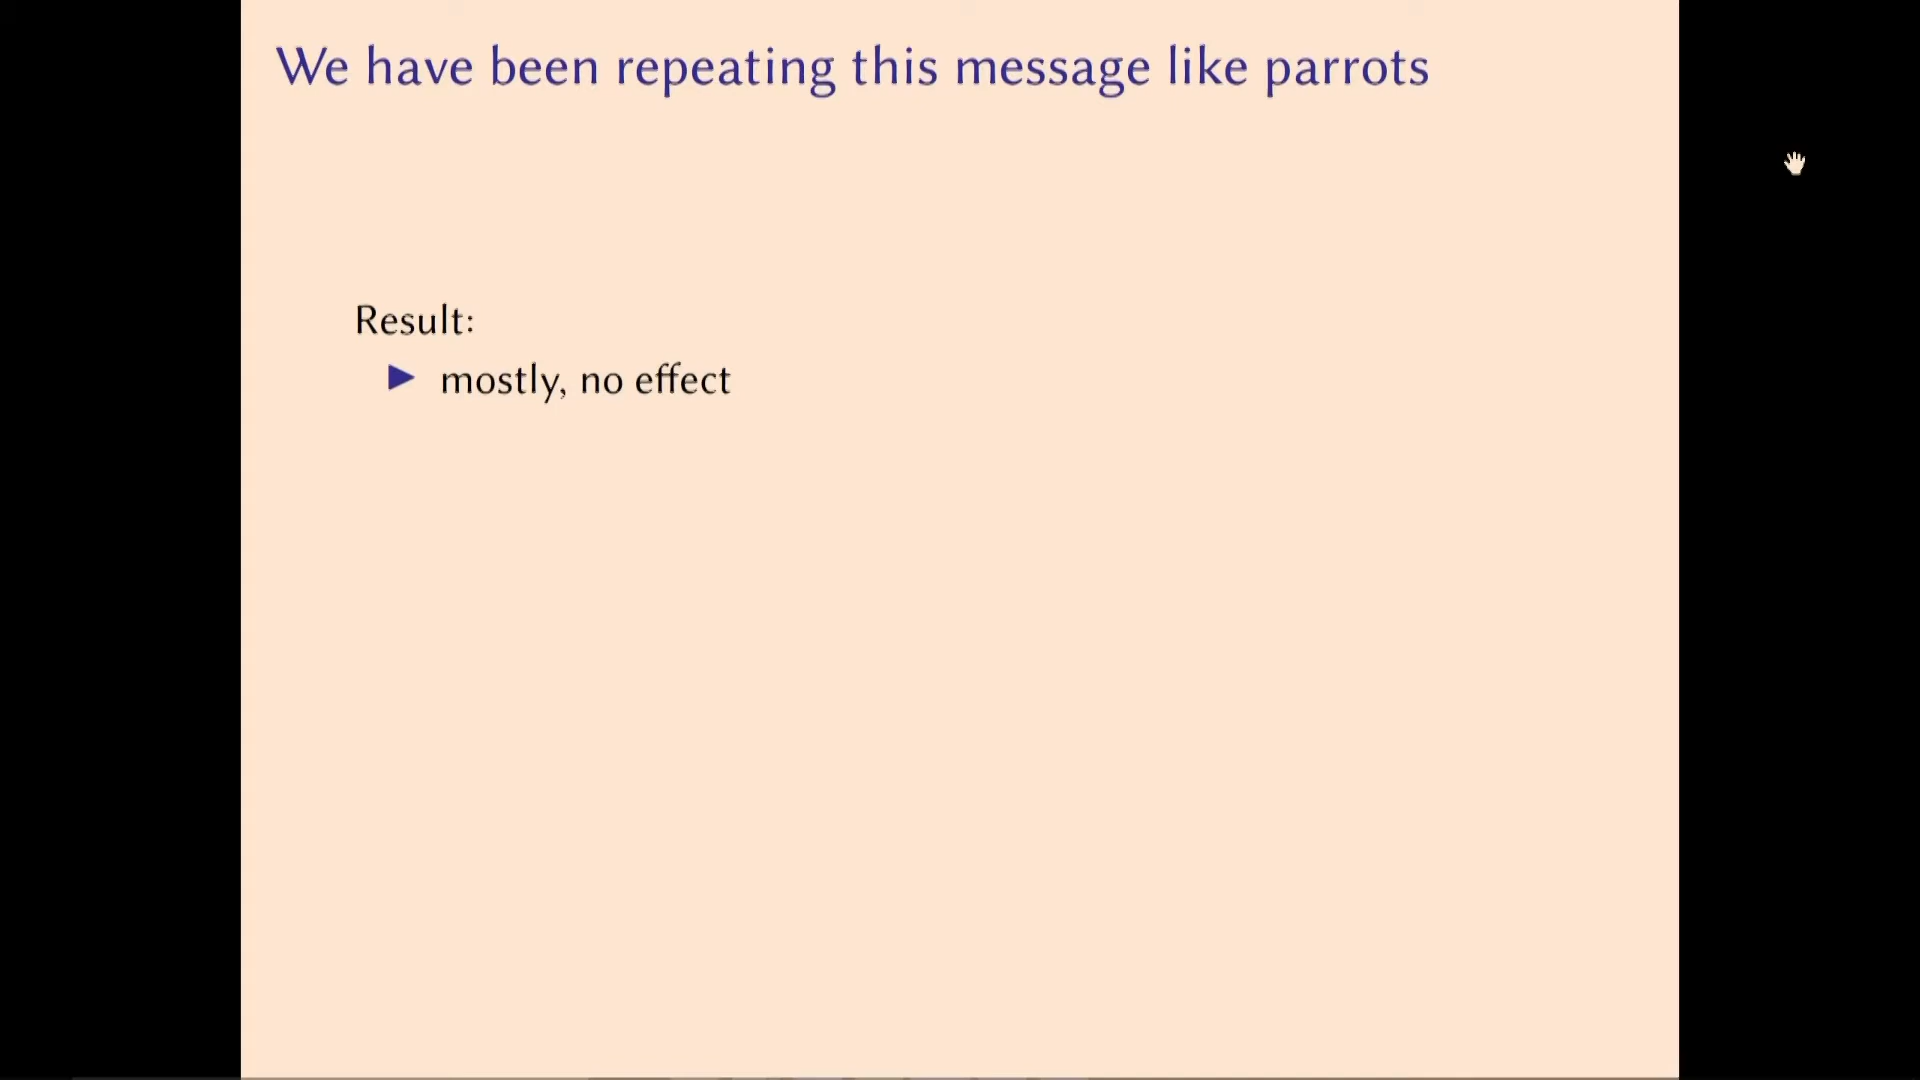 We have been repeating this message like parrots
Result:
▶ mostly, no effect